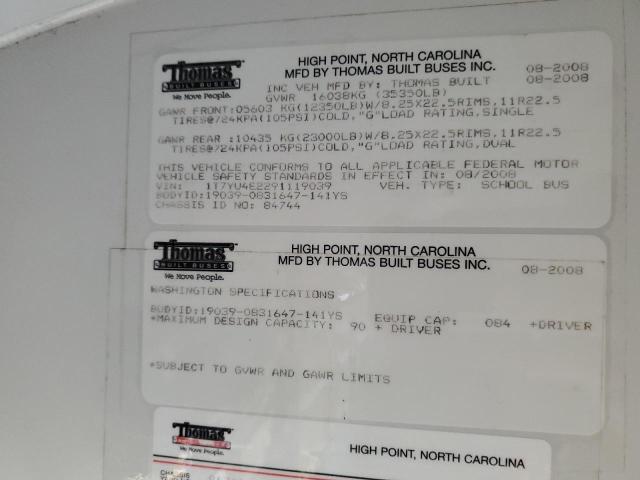 Thomas
BUILT BUSES
We Move People.
HIGH POINT, NORTH CAROLINA
MFD BY THOMAS BUILT BUSES INC.
08-2008
INC VEH MFD BY: THOMAS BUILT 08-2008
GVWR 16038KG (35350LB)
GAWR FRONT:05603 KG(12350LB)W/8.25X22.5RIMS,11R22.5
TIRES@724KPA(105PSI)COLD,"G"LOAD RATING,SINGLE
GAWR REAR :10435 KG(23000LB)W/8.25X22.5RIMS,11R22.5
TIRES@724KPA(105PSI)COLD,"G"LOAD RATING,DUAL
THIS VEHICLE CONFORMS TO ALL APPLICABLE FEDERAL MOTOR
VEHICLE SAFETY STANDARDS IN EFFECT IN: 08/2008
VIN: 1T7YU4E2291119039 VEH. TYPE: SCHOOL BUS
BODYID:19039-0831647-141YS
CHASSIS ID NO: 84744
Thomas
BUILT BUSES
We Move People.
HIGH POINT, NORTH CAROLINA
MFD BY THOMAS BUILT BUSES INC.
08-2008
WASHINGTON SPECIFICATIONS
BODYID:19039-0831647-141YS EQUIP CAP: 084 +DRIVER
*MAXIMUM DESIGN CAPACITY: 90 + DRIVER
*SUBJECT TO GVWR AND GAWR LIMITS
Thomas
We Move People.
HIGH POINT, NORTH CAROLINA
CHASSIS